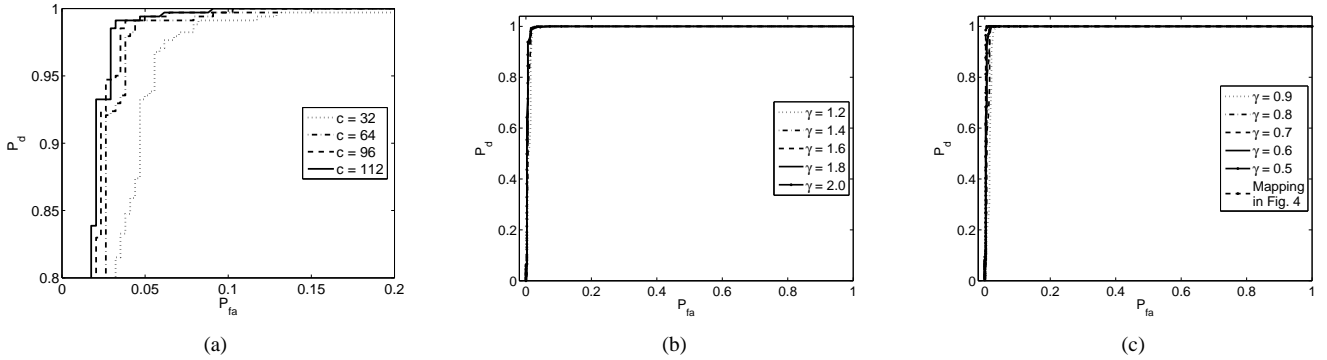 1
0.95
0.9
0.85
0.8
P_d
0
0.05
0.1
0.15
0.2
P_fa
c = 32
c = 64
c = 96
c = 112
(a)
1
0.8
0.6
0.4
0.2
0
P_d
0
0.2
0.4
0.6
0.8
1
P_fa
γ = 1.2
γ = 1.4
γ = 1.6
γ = 1.8
γ = 2.0
(b)
1
0.8
0.6
0.4
0.2
0
P_d
0
0.2
0.4
0.6
0.8
1
P_fa
γ = 0.9
γ = 0.8
γ = 0.7
γ = 0.6
γ = 0.5
Mapping
in Fig. 4
(c)